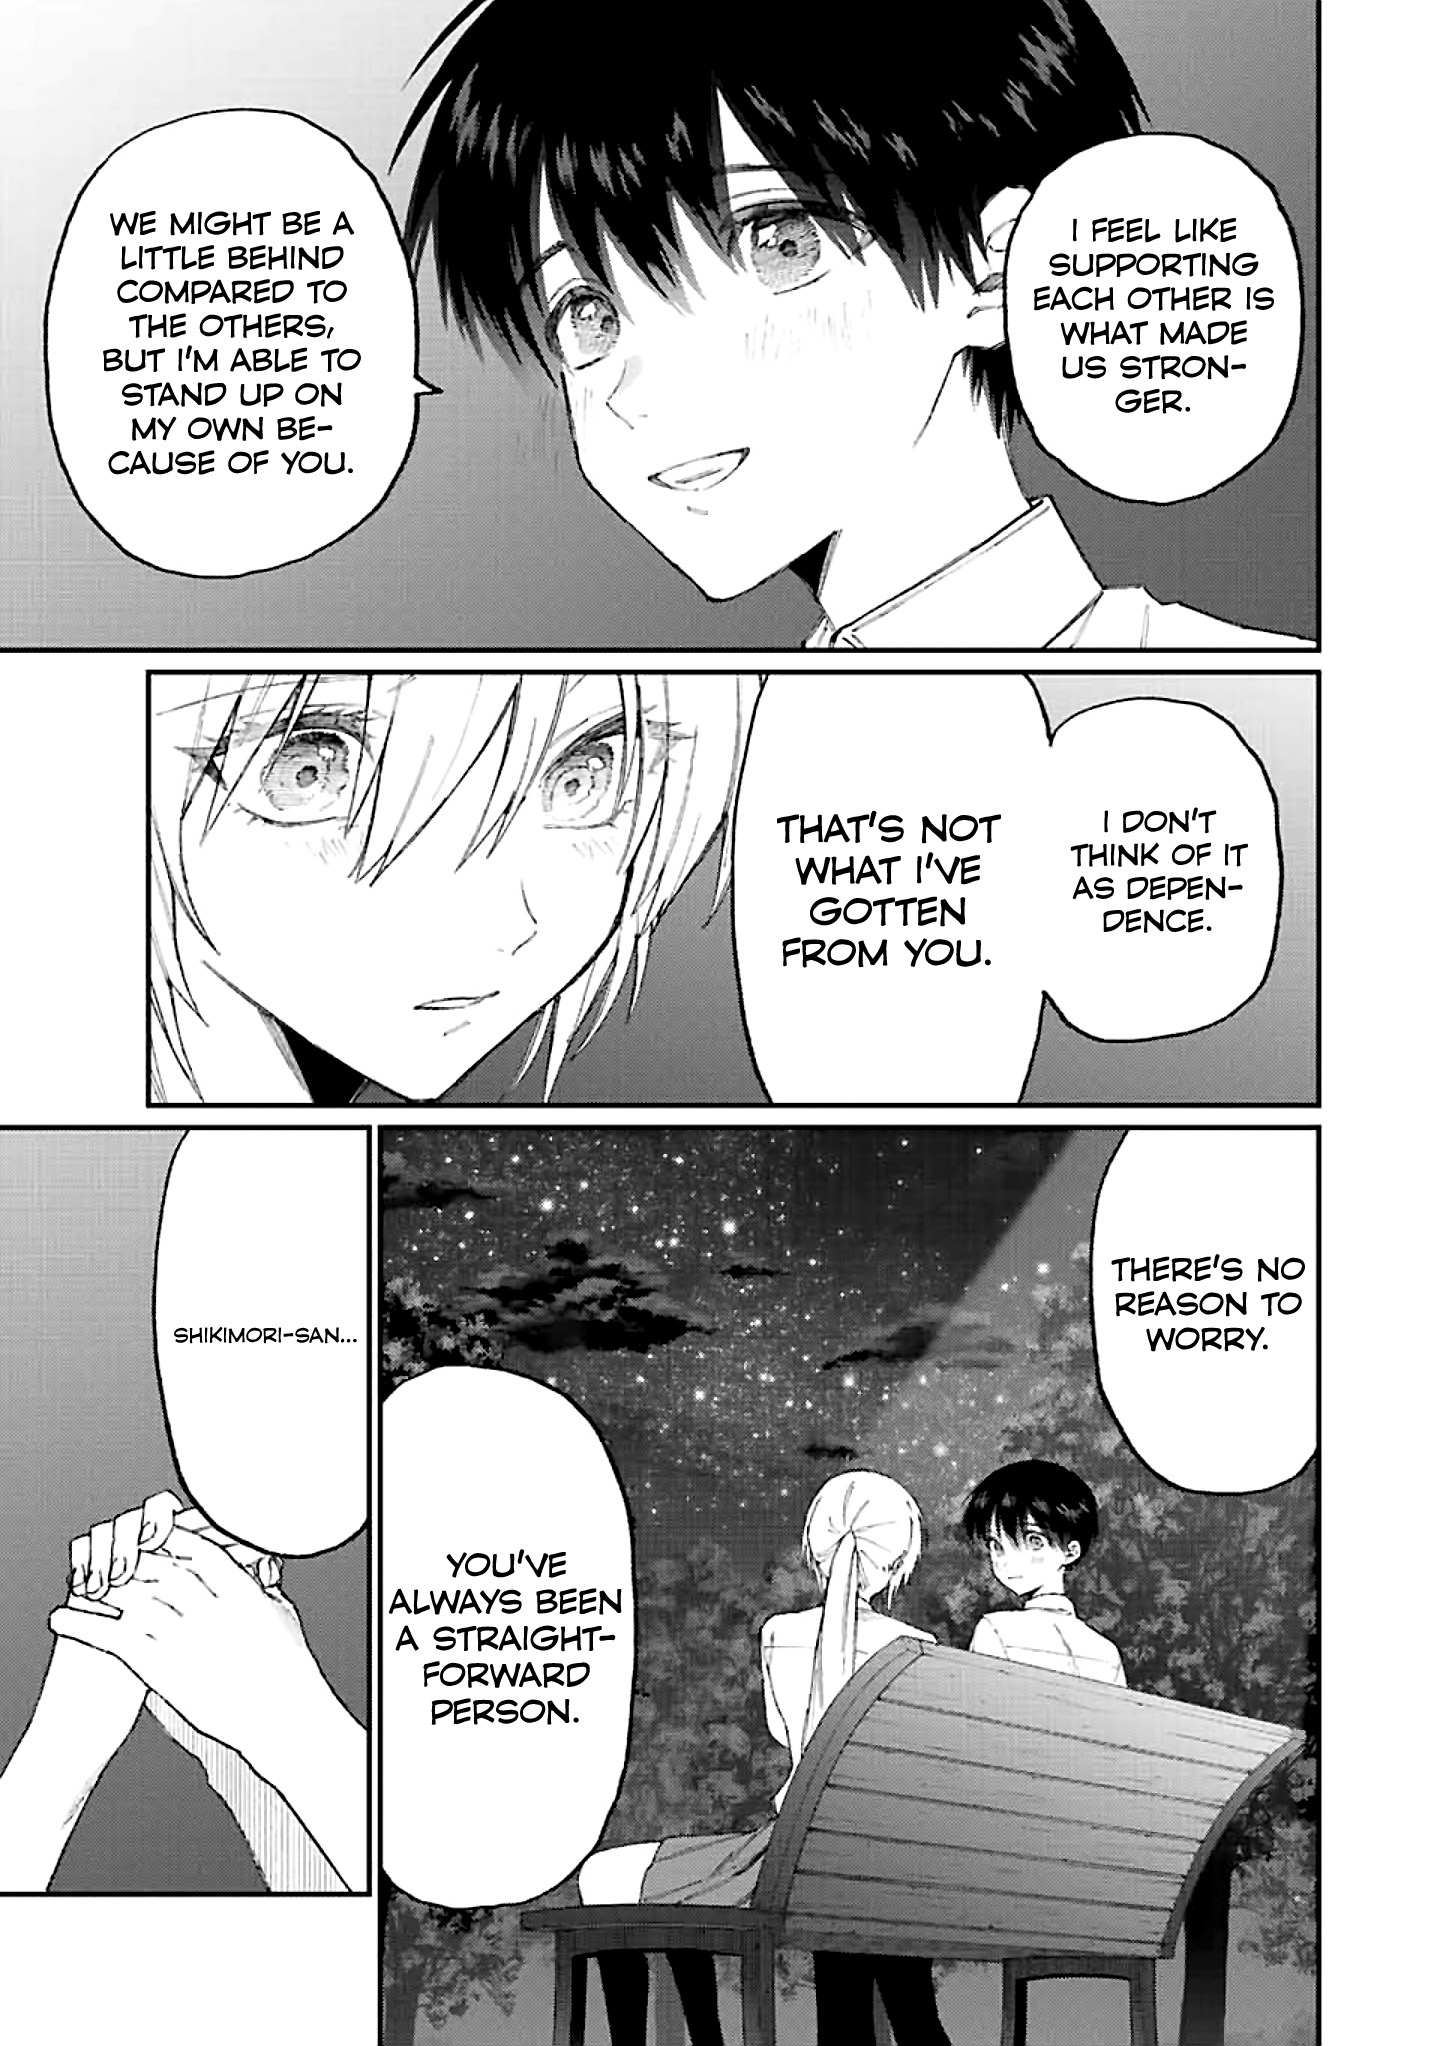 I FEEL LIKE
SUPPORTING
EACH OTHER IS
WHAT MADE
US STRON-
GER.
WE MIGHT BE A
LITTLE BEHIND
COMPARED TO
THE OTHERS,
BUT I'M ABLE TO
STAND UP ON
MY OWN BE-
CAUSE OF YOU.
I DON'T
THINK OF IT
AS DEPEN-
DENCE.
THAT'S NOT
WHAT I'VE
GOTTEN
FROM YOU.
THERE'S NO
REASON TO
WORRY.
YOU'VE
ALWAYS BEEN
A STRAIGHT-
FORWARD
PERSON.
SHIKIMORI-SAN...